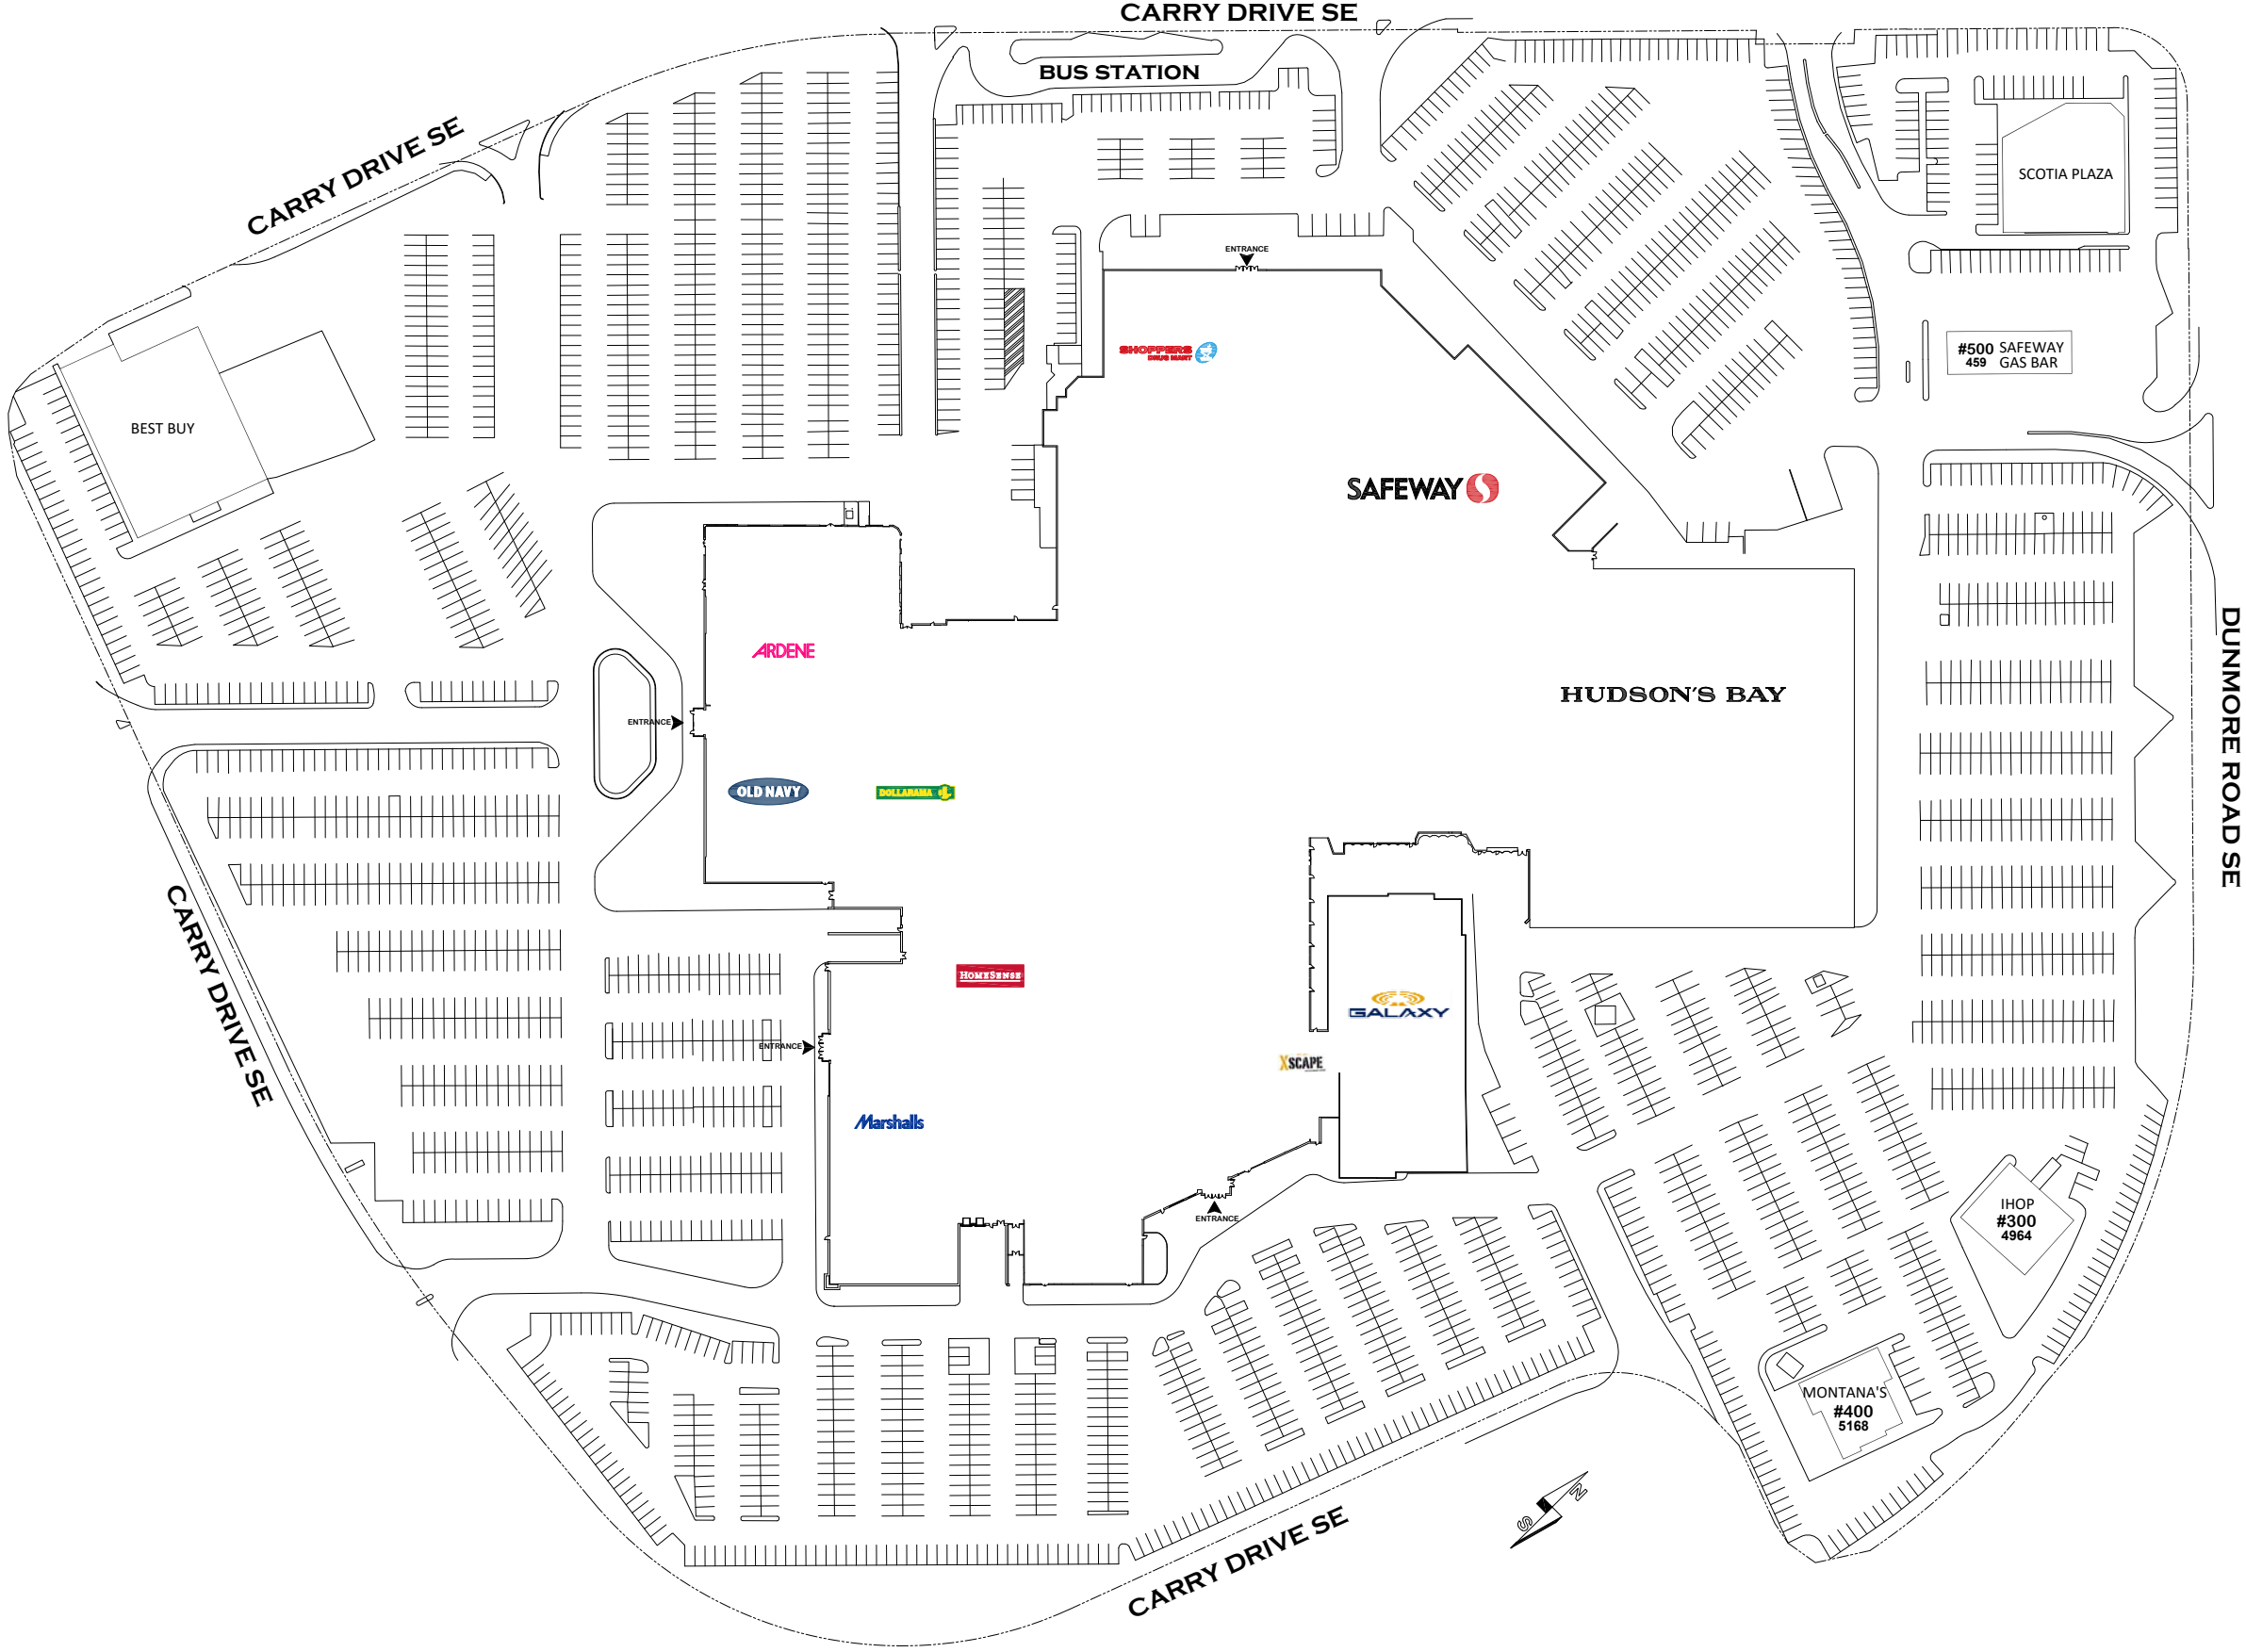 CARRY DRIVE SE
BUS STATION
CARRY DRIVE SE
SCOTIA PLAZA
ENTRANCE
SHOPPERS
DRUG MART
#500 SAFEWAY
459 GAS BAR
BEST BUY
SAFEWAY
ARDENE
HUDSON'S BAY
DUNMORE ROAD SE
ENTRANCE
OLD NAVY
DOLLARAMA
CARRY DRIVE SE
HOMESENSE
GALAXY
ENTRANCE
XSCAPE
Marshalls
ENTRANCE
IHOP
#300
4964
MONTANA'S
#400
5168
N
S
CARRY DRIVE SE